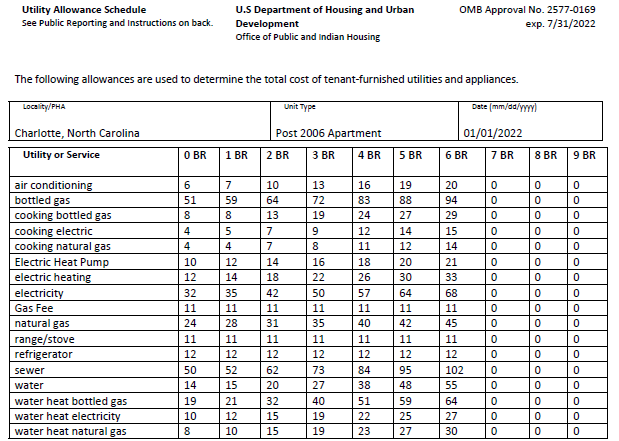 Utility Allowance Schedule
See Public Reporting and Instructions on back.
U.S Department of Housing and Urban
Development
Office of Public and Indian Housing
OMB Approval No. 2577-0169
exp. 7/31/2022
The following allowances are used to determine the total cost of tenant-furnished utilities and appliances.
Locality/PHA Unit Type Date (mm/dd/yyyy)
Charlotte, North Carolina Post 2006 Apartment 01/01/2022
Utility or Service 0 BR 1 BR 2 BR 3 BR 4 BR 5 BR 6 BR 7 BR 8 BR 9 BR
air conditioning 6 7 10 13 16 19 20 0 0 0
bottled gas 51 59 64 72 83 88 94 0 0 0
cooking bottled gas 8 8 13 19 24 27 29 0 0 0
cooking electric 4 5 7 9 12 14 15 0 0 0
cooking natural gas 4 4 7 8 11 12 14 0 0 0
Electric Heat Pump 10 12 14 16 18 20 21 0 0 0
electric heating 12 14 18 22 26 30 33 0 0 0
electricity 32 35 42 50 57 64 68 0 0 0
Gas Fee 11 11 11 11 11 11 11 0 0 0
natural gas 24 28 31 35 40 42 45 0 0 0
range/stove 11 11 11 11 11 11 11 0 0 0
refrigerator 12 12 12 12 12 12 12 0 0 0
sewer 50 52 62 73 84 95 102 0 0 0
water 14 15 20 27 38 48 55 0 0 0
water heat bottled gas 19 21 32 40 51 59 64 0 0 0
water heat electricity 10 12 15 19 22 25 27 0 0 0
water heat natural gas 8 10 15 19 23 27 30 0 0 0